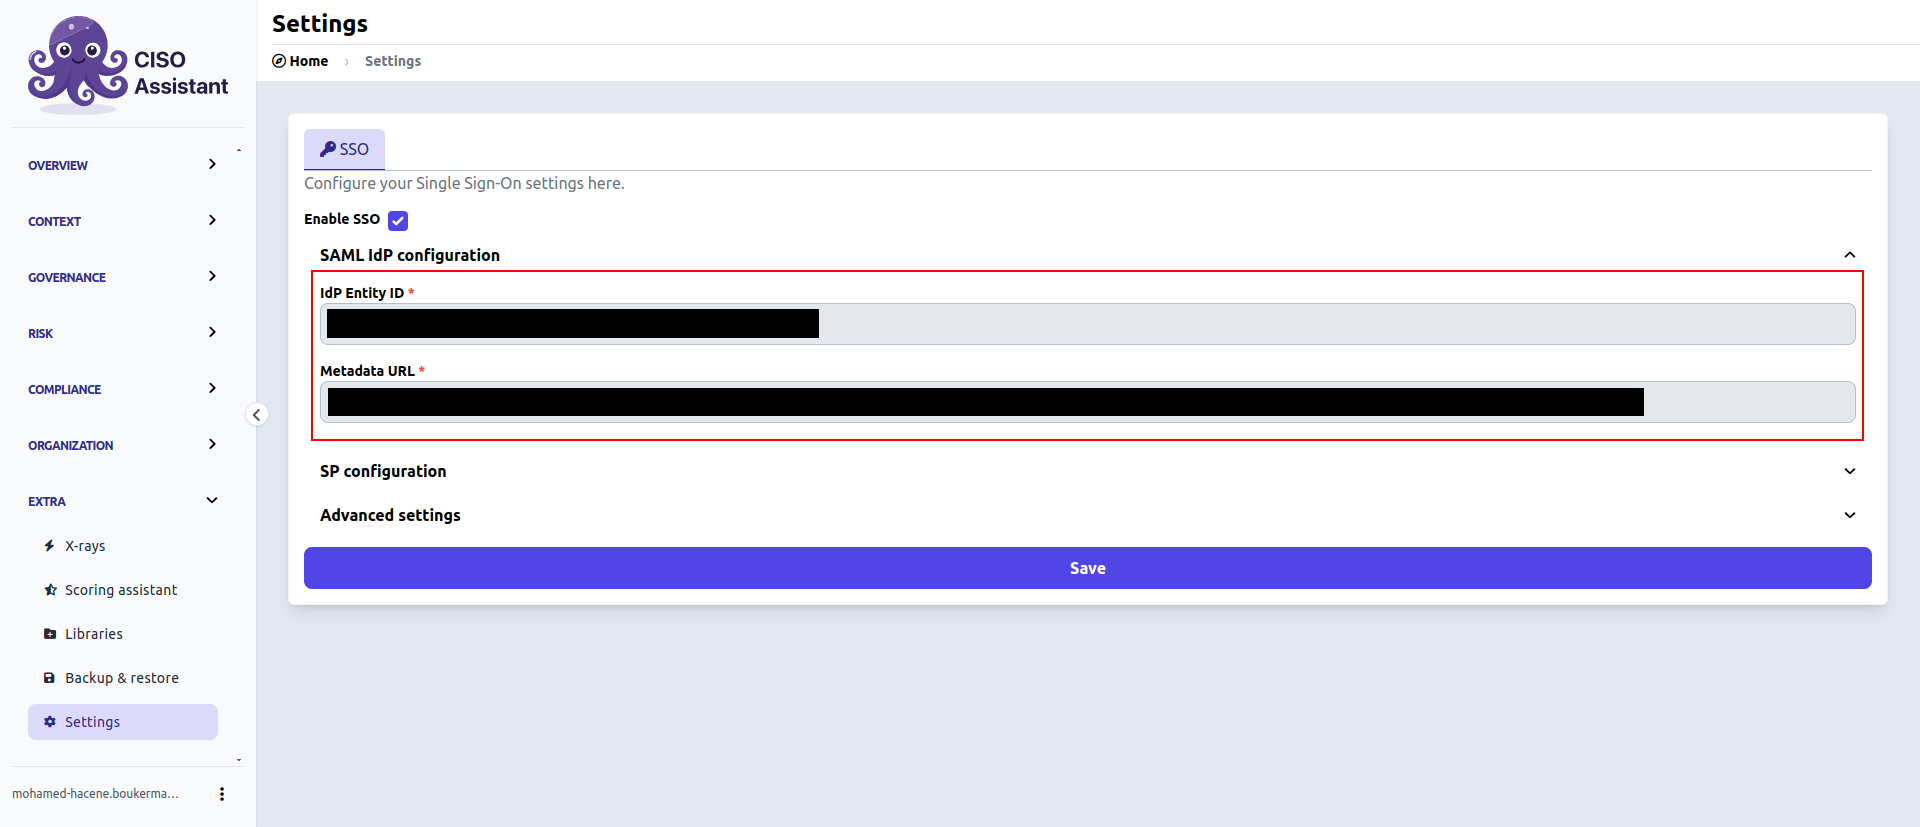 CISO
Assistant
OVERVIEW
CONTEXT
GOVERNANCE
RISK
COMPLIANCE
ORGANIZATION
EXTRA
X-rays
Scoring assistant
Libraries
Backup & restore
Settings
mohamed-hacene.boukerma...
Settings
Home › Settings
SSO
Configure your Single Sign-On settings here.
Enable SSO
SAML IdP configuration
IdP Entity ID *
Metadata URL *
SP configuration
Advanced settings
Save